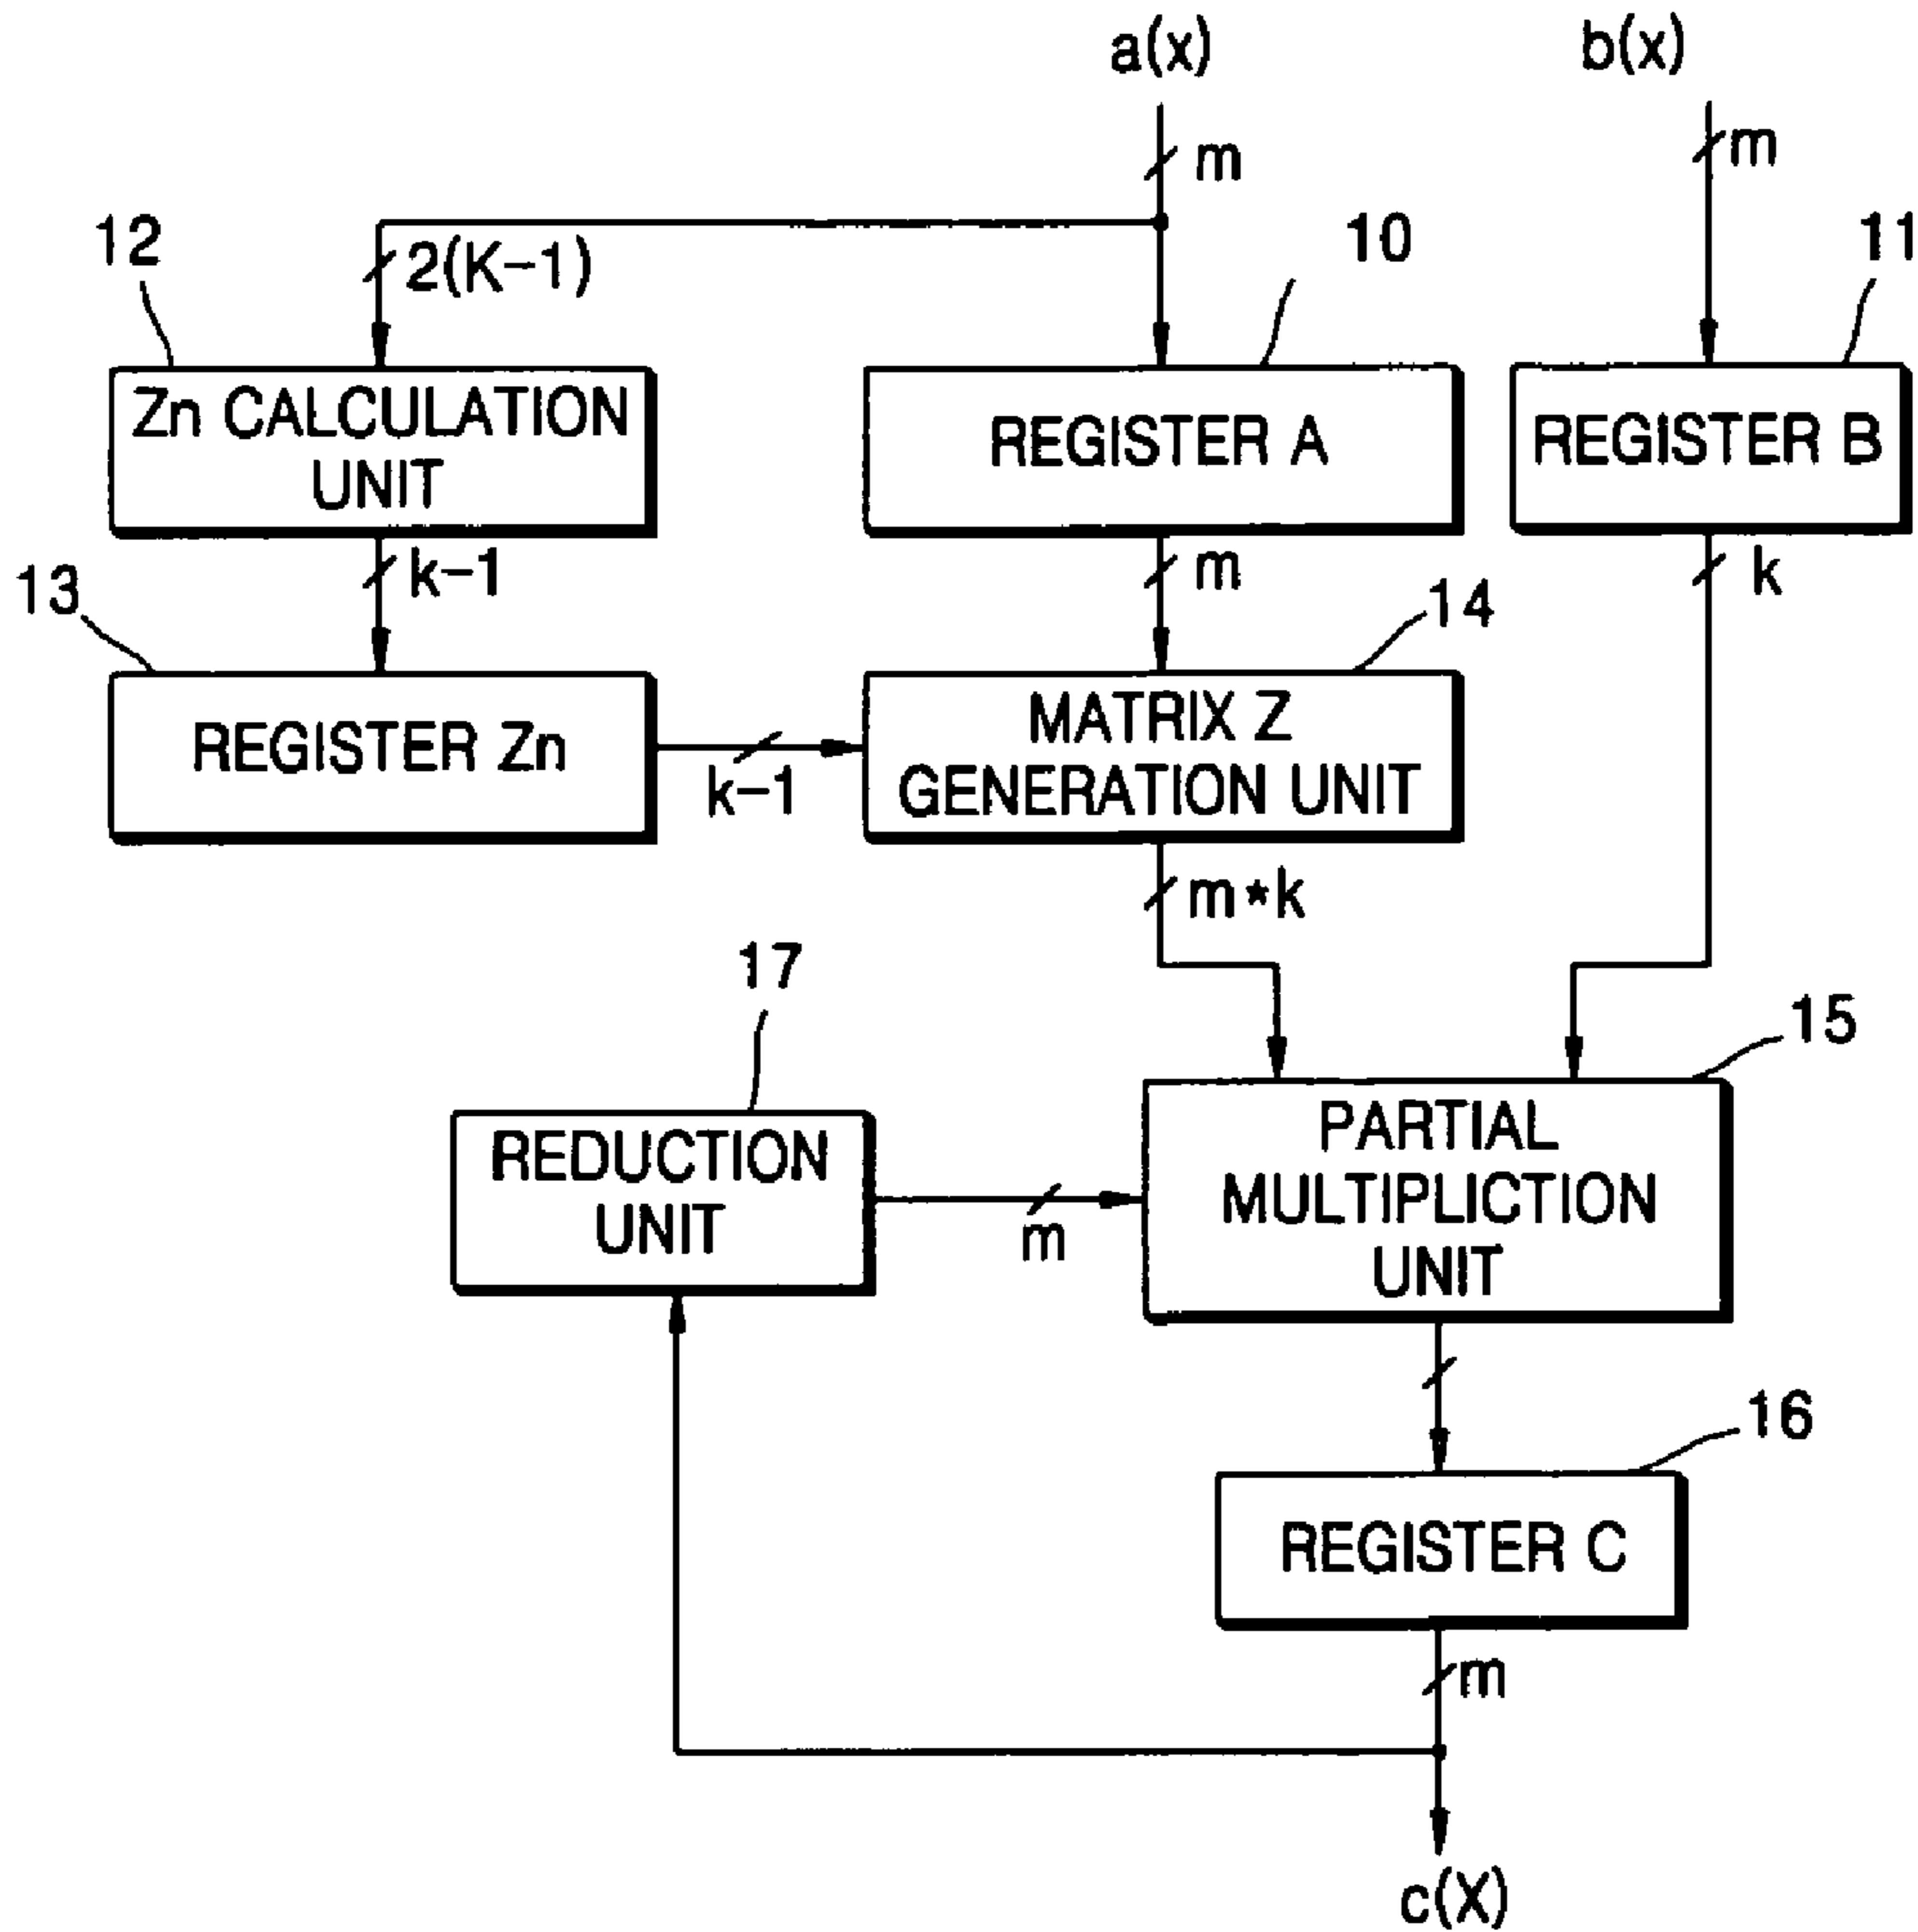 a(x)
b(x)
m
m
12
2(K-1)
10
11
Zn CALCULATION
UNIT
REGISTER A
REGISTER B
k-1
m
k
13
14
REGISTER Zn
k-1
MATRIX Z
GENERATION UNIT
m*k
17
15
REDUCTION
UNIT
m
PARTIAL
MULTIPLICTION
UNIT
16
REGISTER C
m
c(X)